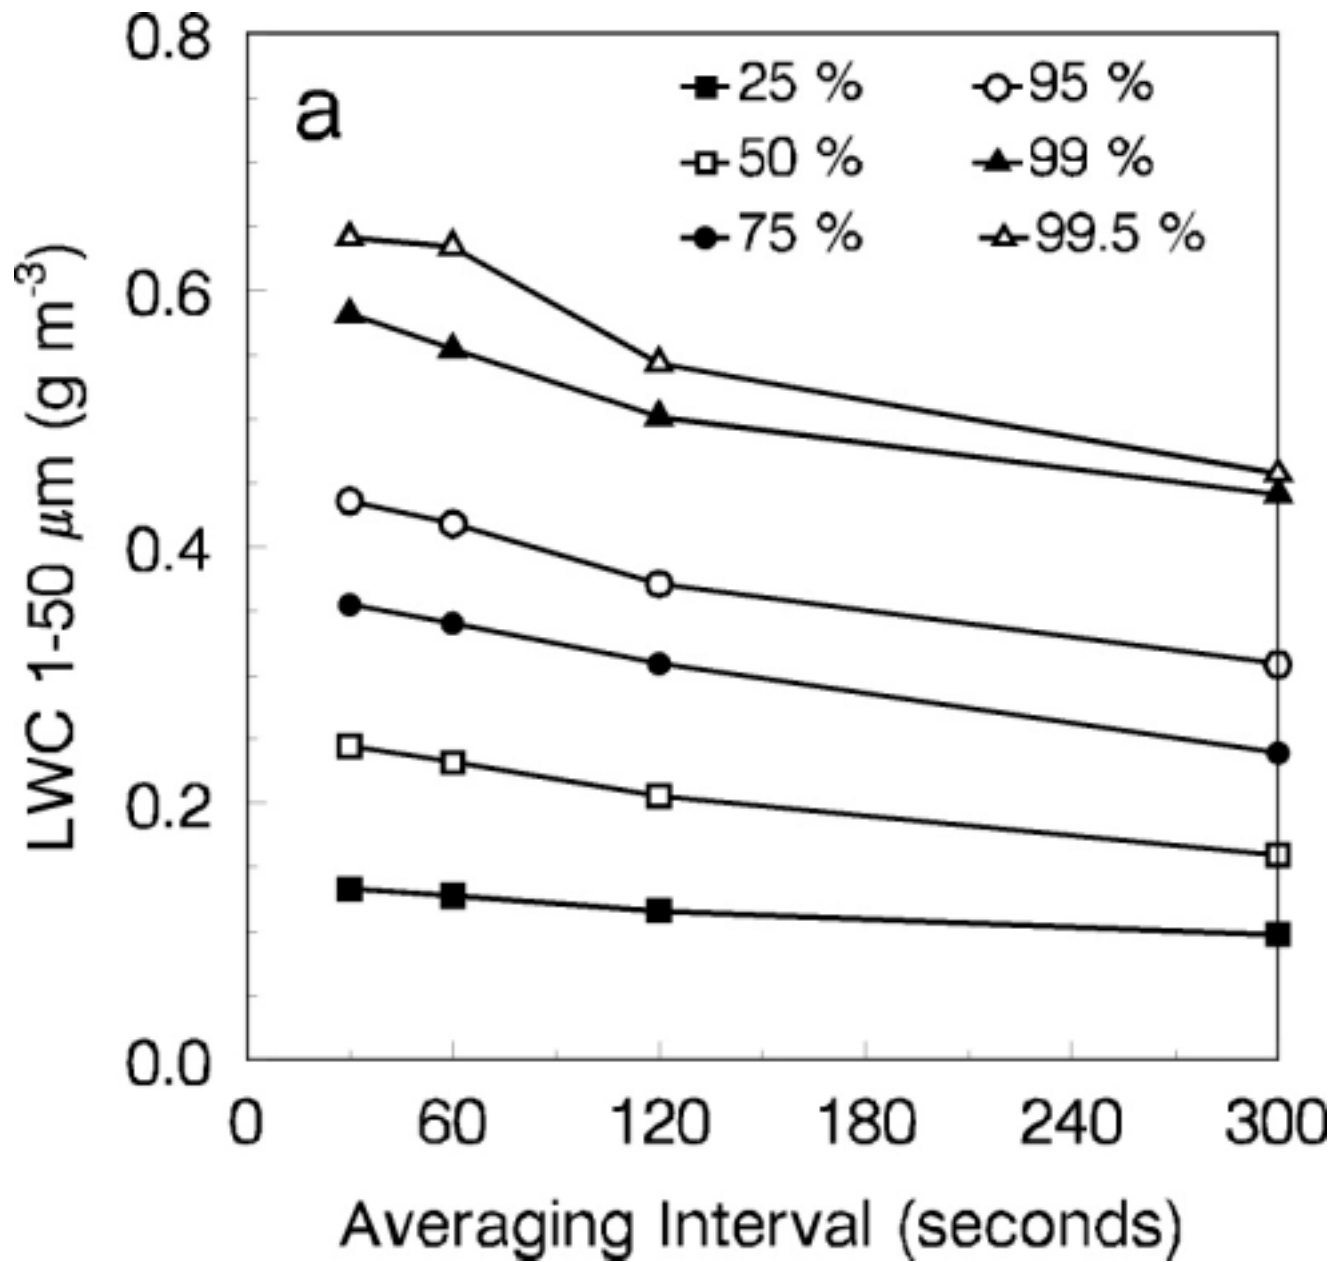 0.8
a
25 % 95 %
50 % 99 %
75 % 99.5 %
0.6
LWC 1-50 μm (g m⁻³)
0.4
0.2
0.0
0 60 120 180 240 300
Averaging Interval (seconds)